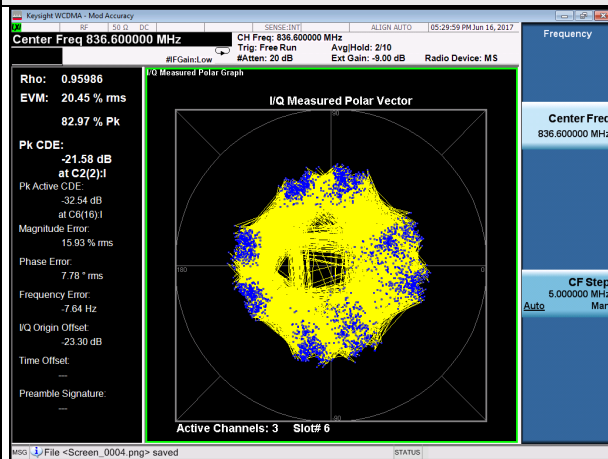 Keysight WCDMA - Mod Accuracy
RF 50 Ω DC SENSE:INT ALIGN AUTO 05:29:59 PM Jun 16, 2017
Center Freq 836.600000 MHz
CH Freq: 836.600000 MHz
Trig: Free Run Avg|Hold: 2/10
#IFGain:Low #Atten: 20 dB Ext Gain: -9.00 dB Radio Device: MS
Frequency
Center Freq
836.600000 MHz
CF Step
5.000000 MHz
Auto Man
Rho: 0.95986
EVM: 20.45 % rms
82.97 % Pk
Pk CDE:
-21.58 dB
at C2(2):I
Pk Active CDE:
-32.54 dB
at C6(16):I
Magnitude Error:
15.93 % rms
Phase Error:
7.78 ° rms
Frequency Error:
-7.64 Hz
I/Q Origin Offset:
-23.30 dB
Time Offset:
---
Preamble Signature:
---
I/Q Measured Polar Graph
I/Q Measured Polar Vector
90
180
0
-90
Active Channels: 3 Slot# 6
MSG File <Screen_0004.png> saved STATUS